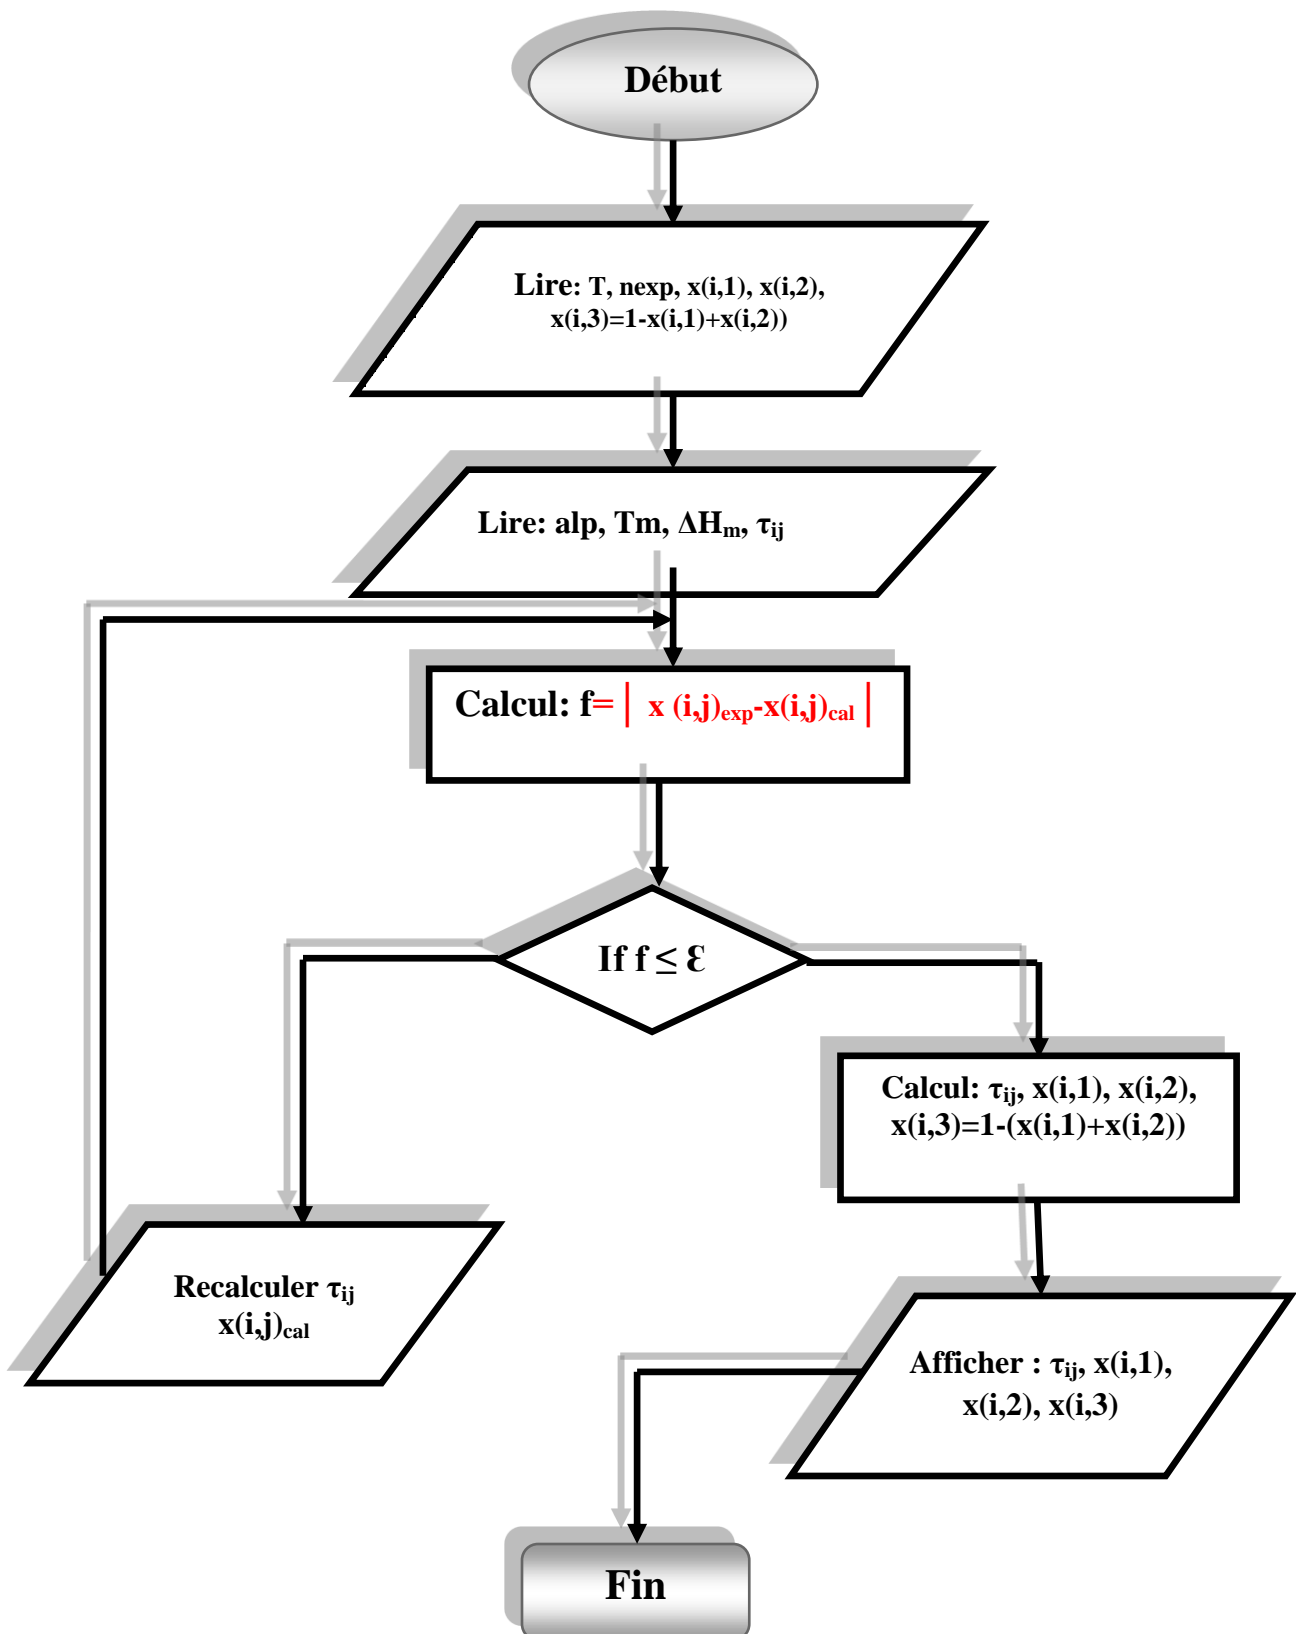 Début
Lire: T, nexp, x(i,1), x(i,2),
x(i,3)=1-x(i,1)+x(i,2))
Lire: alp, Tm, ΔHm, τij
Calcul: f=| x (i,j)exp-x(i,j)cal |
If f ≤ Ɛ
Calcul: τij, x(i,1), x(i,2),
x(i,3)=1-(x(i,1)+x(i,2))
Recalculer τij
x(i,j)cal
Afficher : τij, x(i,1),
x(i,2), x(i,3)
Fin